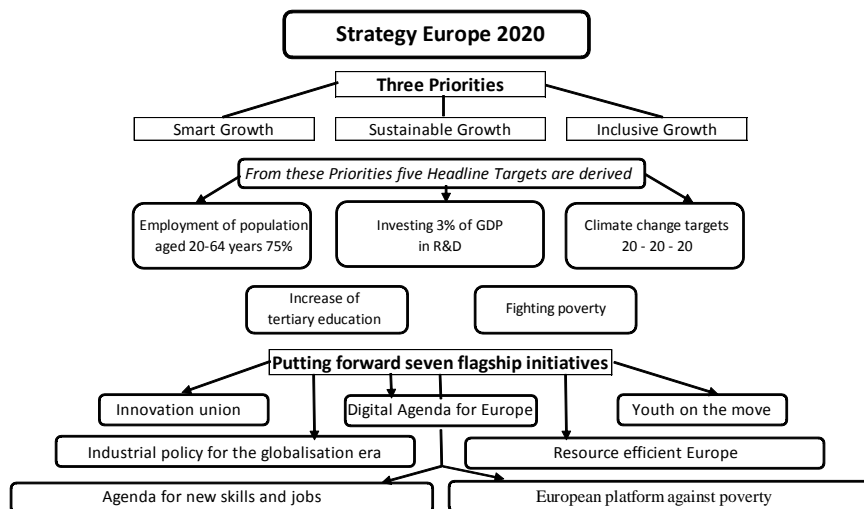 Strategy Europe 2020
Three Priorities
Smart Growth
Sustainable Growth
Inclusive Growth
From these Priorities five Headline Targets are derived
Employment of population
aged 20-64 years 75%
Investing 3% of GDP
in R&D
Climate change targets
20 - 20 - 20
Increase of
tertiary education
Fighting poverty
Putting forward seven flagship initiatives
Innovation union
Digital Agenda for Europe
Youth on the move
Industrial policy for the globalisation era
Resource efficient Europe
Agenda for new skills and jobs
European platform against poverty